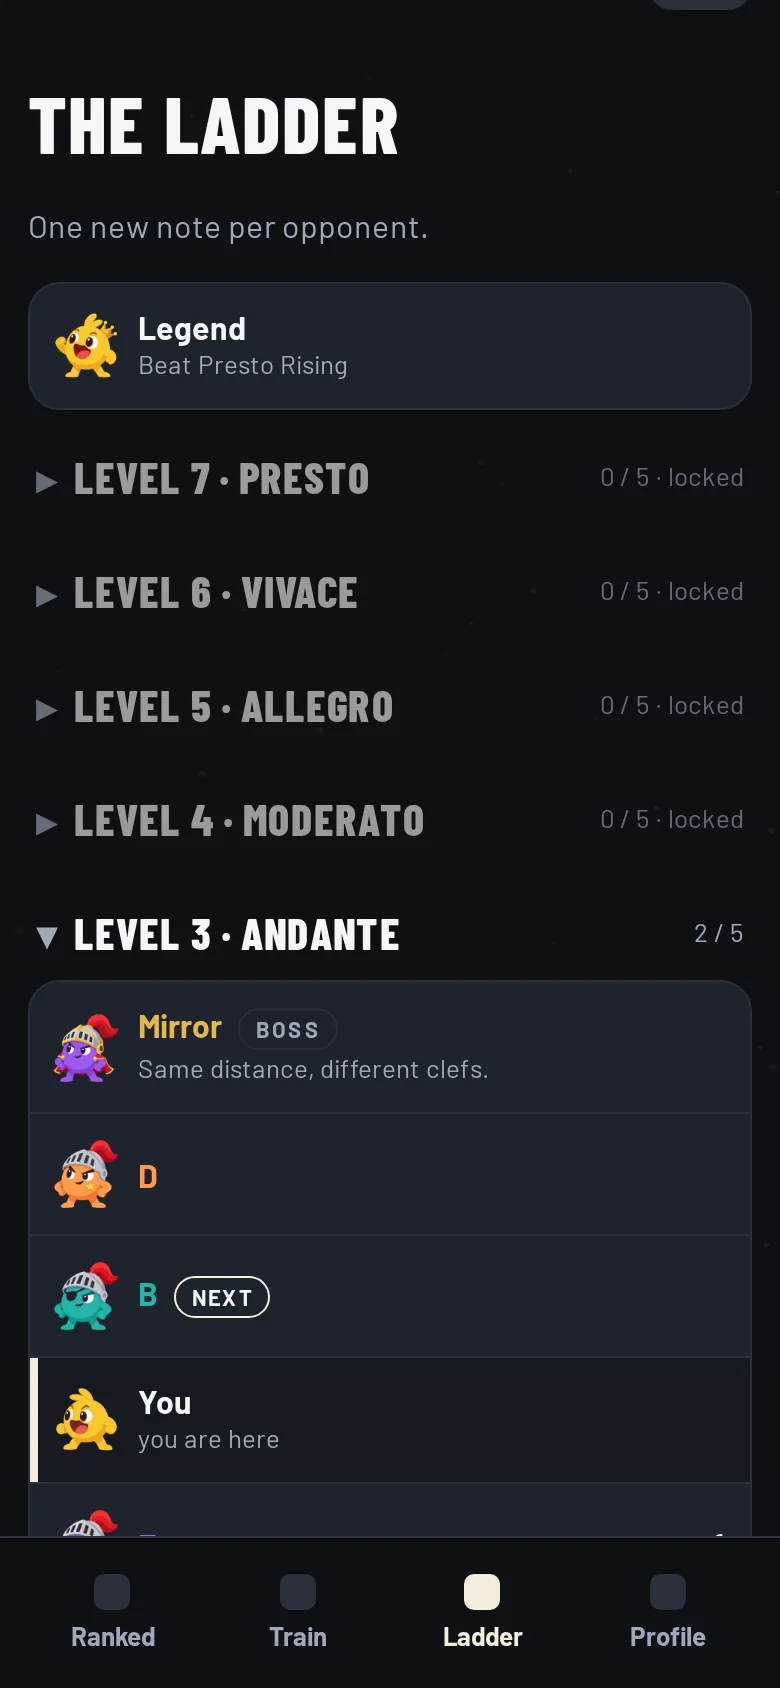 THE LADDER
One new note per opponent.
Legend
Beat Presto Rising
▶ LEVEL 7 · PRESTO 0 / 5 · locked
▶ LEVEL 6 · VIVACE 0 / 5 · locked
▶ LEVEL 5 · ALLEGRO 0 / 5 · locked
▶ LEVEL 4 · MODERATO 0 / 5 · locked
▼ LEVEL 3 · ANDANTE 2 / 5
Mirror BOSS
Same distance, different clefs.
D
B NEXT
You
you are here
Ranked Train Ladder Profile